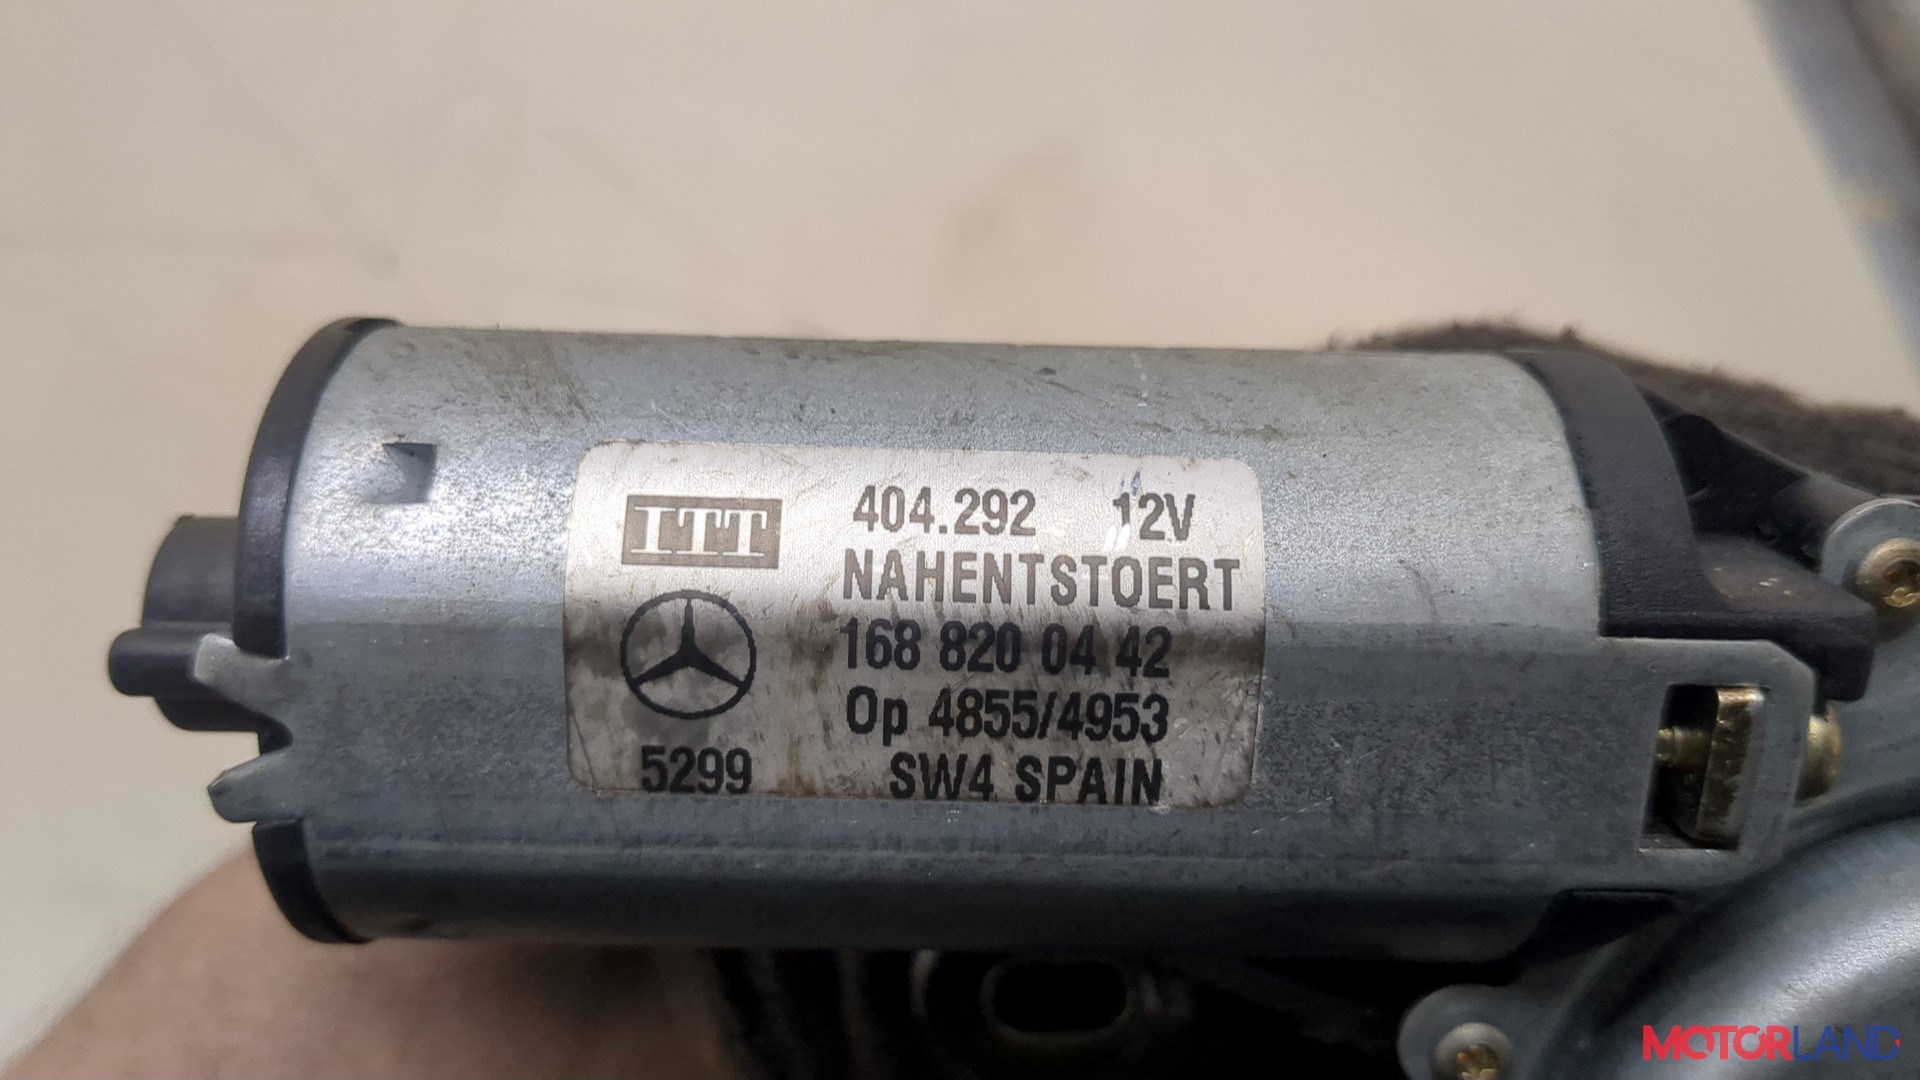 ITT
404.292 12V
NAHENTSTOERT
168 820 04 42
Op 4855/4953
5299 SW4 SPAIN
MOTORLAND